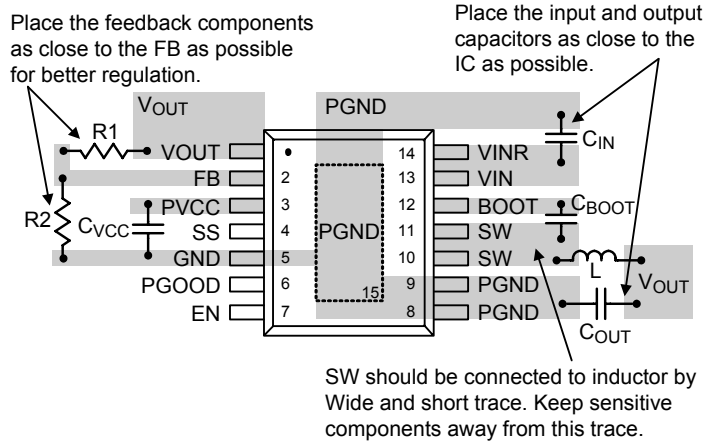 Place the feedback components
as close to the FB as possible
for better regulation.
Place the input and output
capacitors as close to the
IC as possible.
VOUT
PGND
R1
CIN
VOUT
14
VINR
FB
2
13
VIN
PVCC
3
12
BOOT
CBOOT
R2
CVCC
SS
4
PGND
11
SW
GND
5
10
SW
L
VOUT
PGOOD
6
15
9
PGND
EN
7
8
PGND
COUT
SW should be connected to inductor by
Wide and short trace. Keep sensitive
components away from this trace.